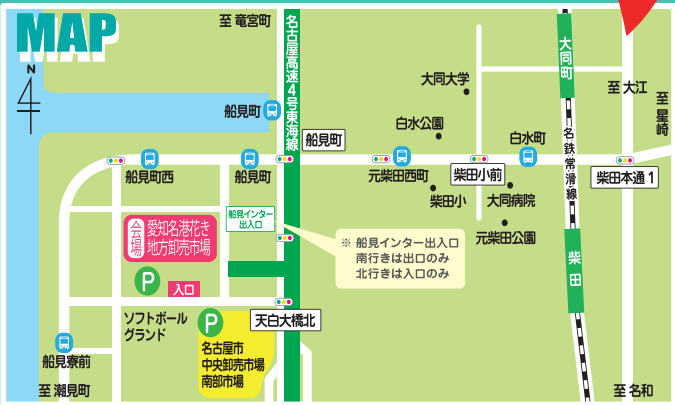 MAP
至 竜宮町
N
名古屋高速4号東海線
大同町
至 大江
至 星崎
大同大学
船見町
白水公園
船見町
白水町
名鉄常滑線
船見町西
船見町
元柴田西町
柴田小前
柴田本通1
柴田小
大同病院
元柴田公園
船見インター
出入口
会場
愛知名港花き
地方卸売市場
※ 船見インター出入口
南行きは出口のみ
北行きは入口のみ
柴田
P
入口
ソフトボール
グランド
P
天白大橋北
名古屋市
中央卸売市場
南部市場
船見寮前
至 潮見町
至 名和